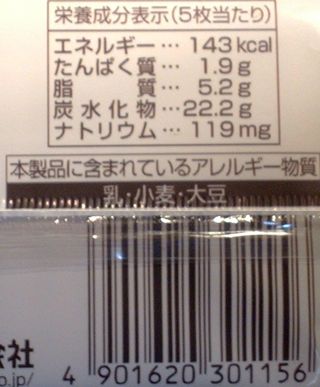 栄養成分表示(5枚当たり)
エネルギー… 143kcal
たんぱく質… 1.9g
脂 質… 5.2g
炭水化物…22.2g
ナトリウム… 119mg
本製品に含まれているアレルギー物質
乳・小麦・大豆
会社
o.jp/
4 901620 301156